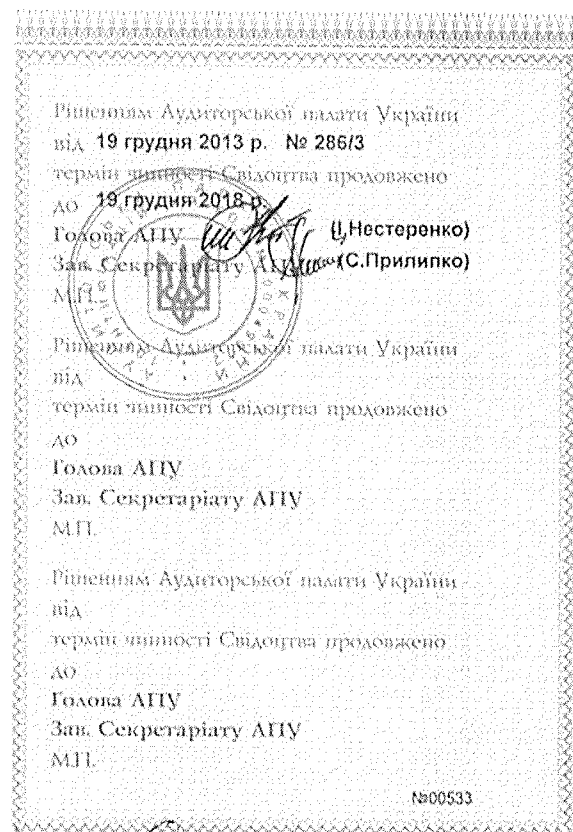 Рішенням Аудиторської палати України
від 19 грудня 2013 р. № 286/3
термін чинності Свідоцтва продовжено
до 19 грудня 2018 р.
Голова АПУ (І.Нестеренко)
Зав. Секретаріату АПУ (С.Прилипко)
М.П.
Рішенням Аудиторської палати України
від
термін чинності Свідоцтва продовжено
до
Голова АПУ
Зав. Секретаріату АПУ
М.П.
Рішенням Аудиторської палати України
від
термін чинності Свідоцтва продовжено
до
Голова АПУ
Зав. Секретаріату АПУ
М.П.
№00533